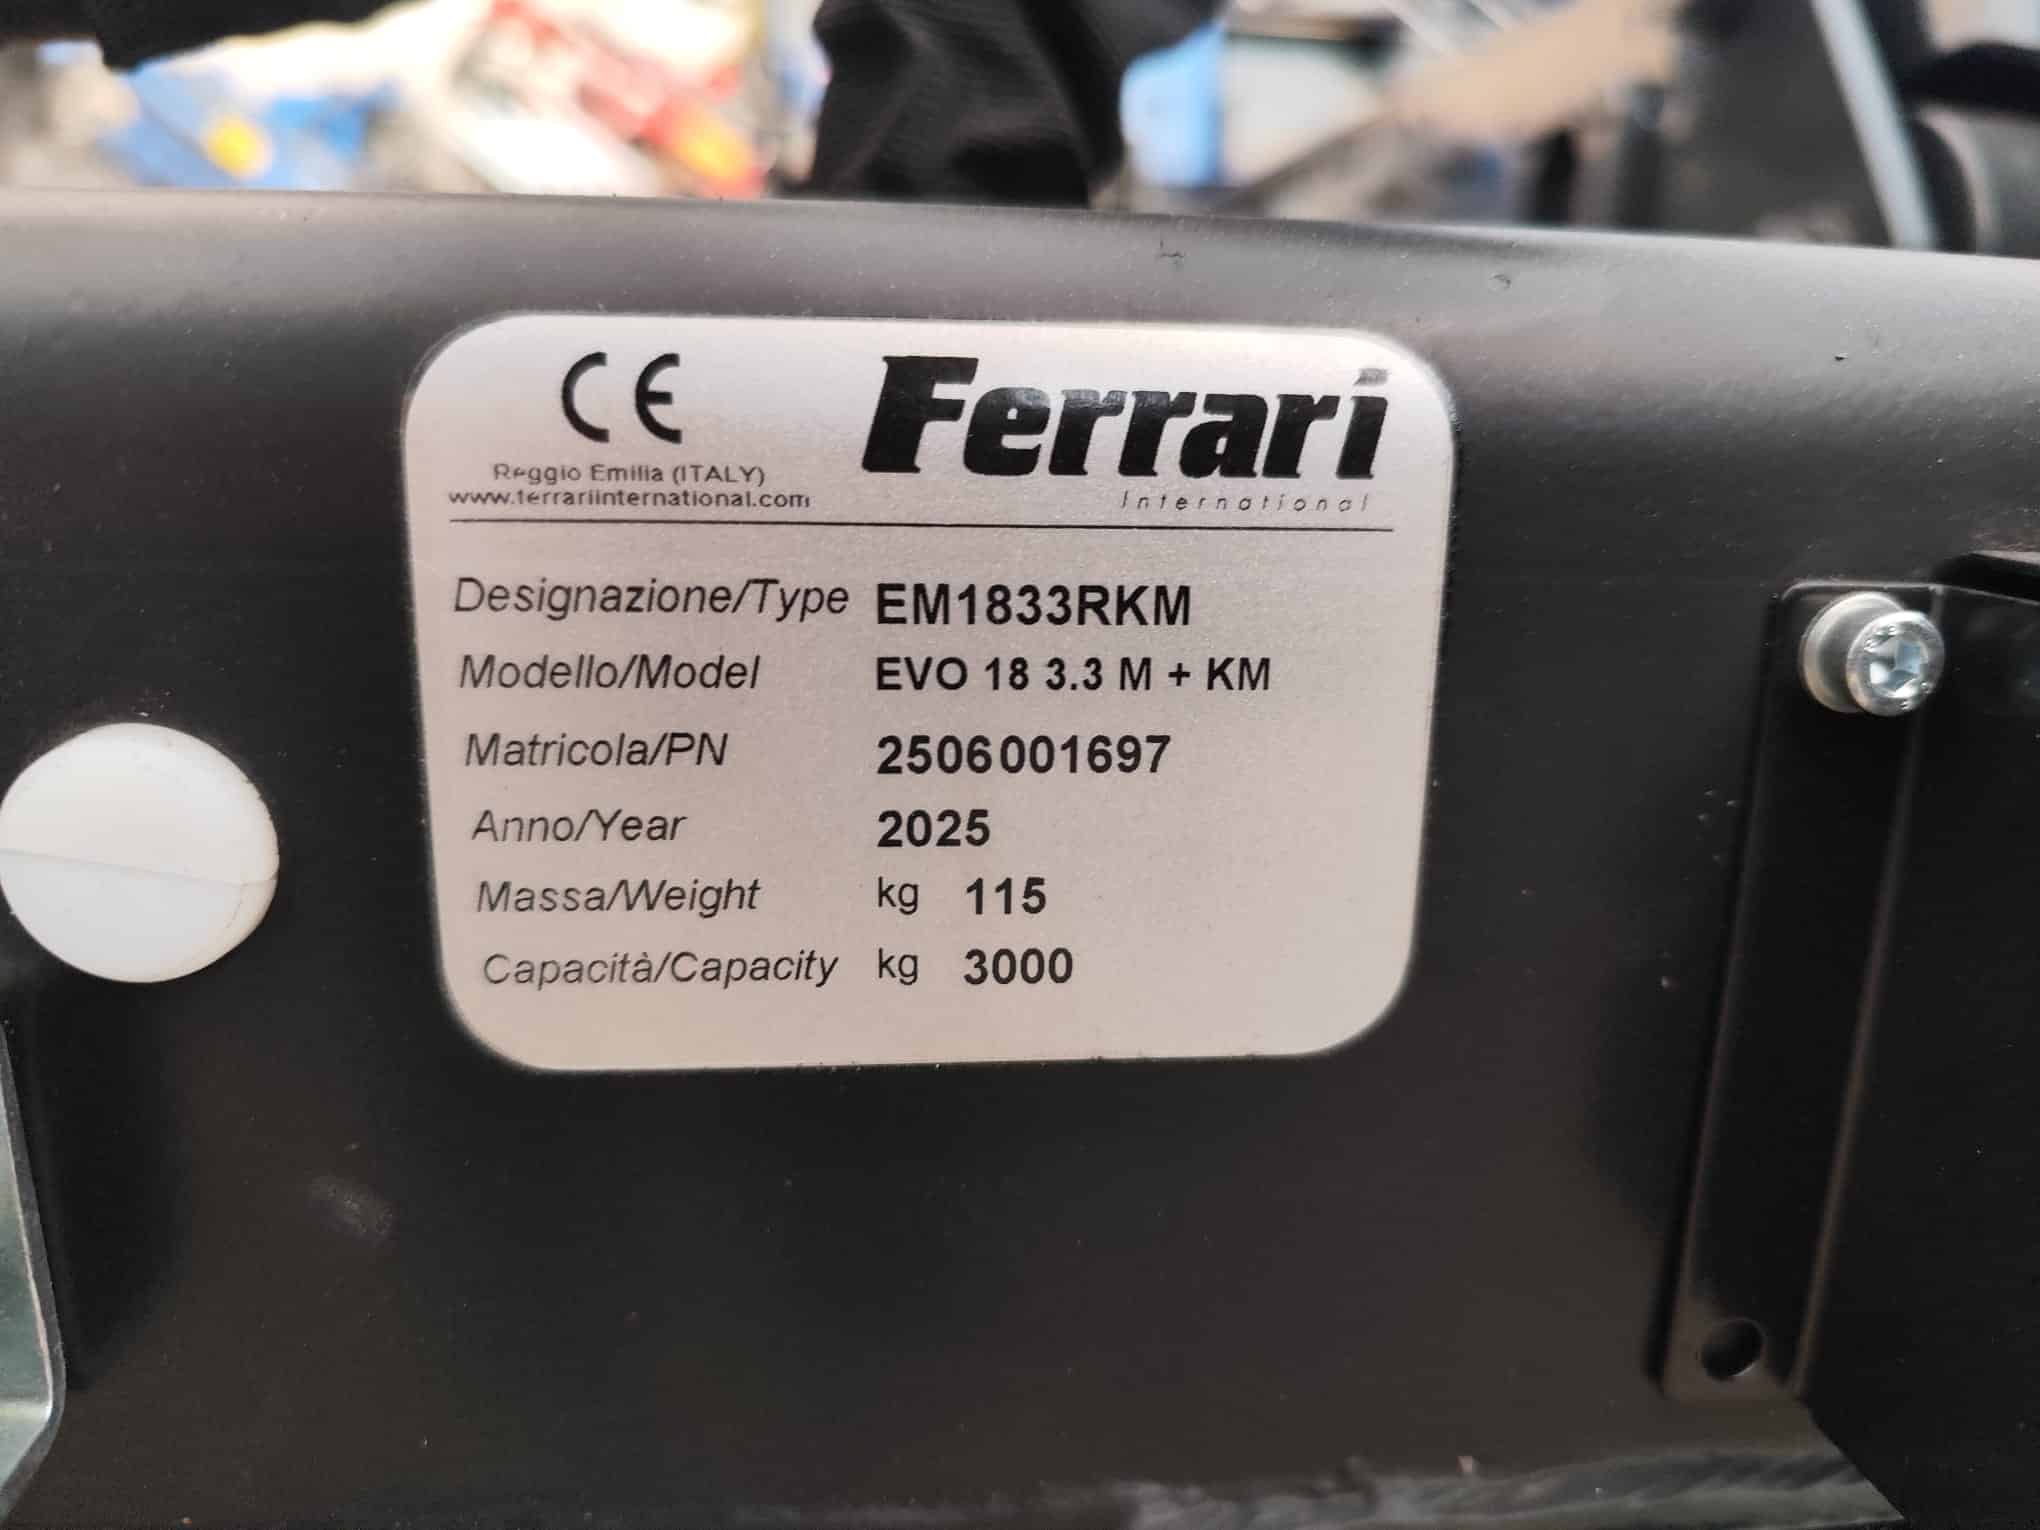 CE
Ferrari
International
Reggio Emilia (ITALY)
www.ferrariinternational.com
Designazione/Type EM1833RKM
Modello/Model EVO 18 3.3 M + KM
Matricola/PN 2506001697
Anno/Year 2025
Massa/Weight kg 115
Capacità/Capacity kg 3000